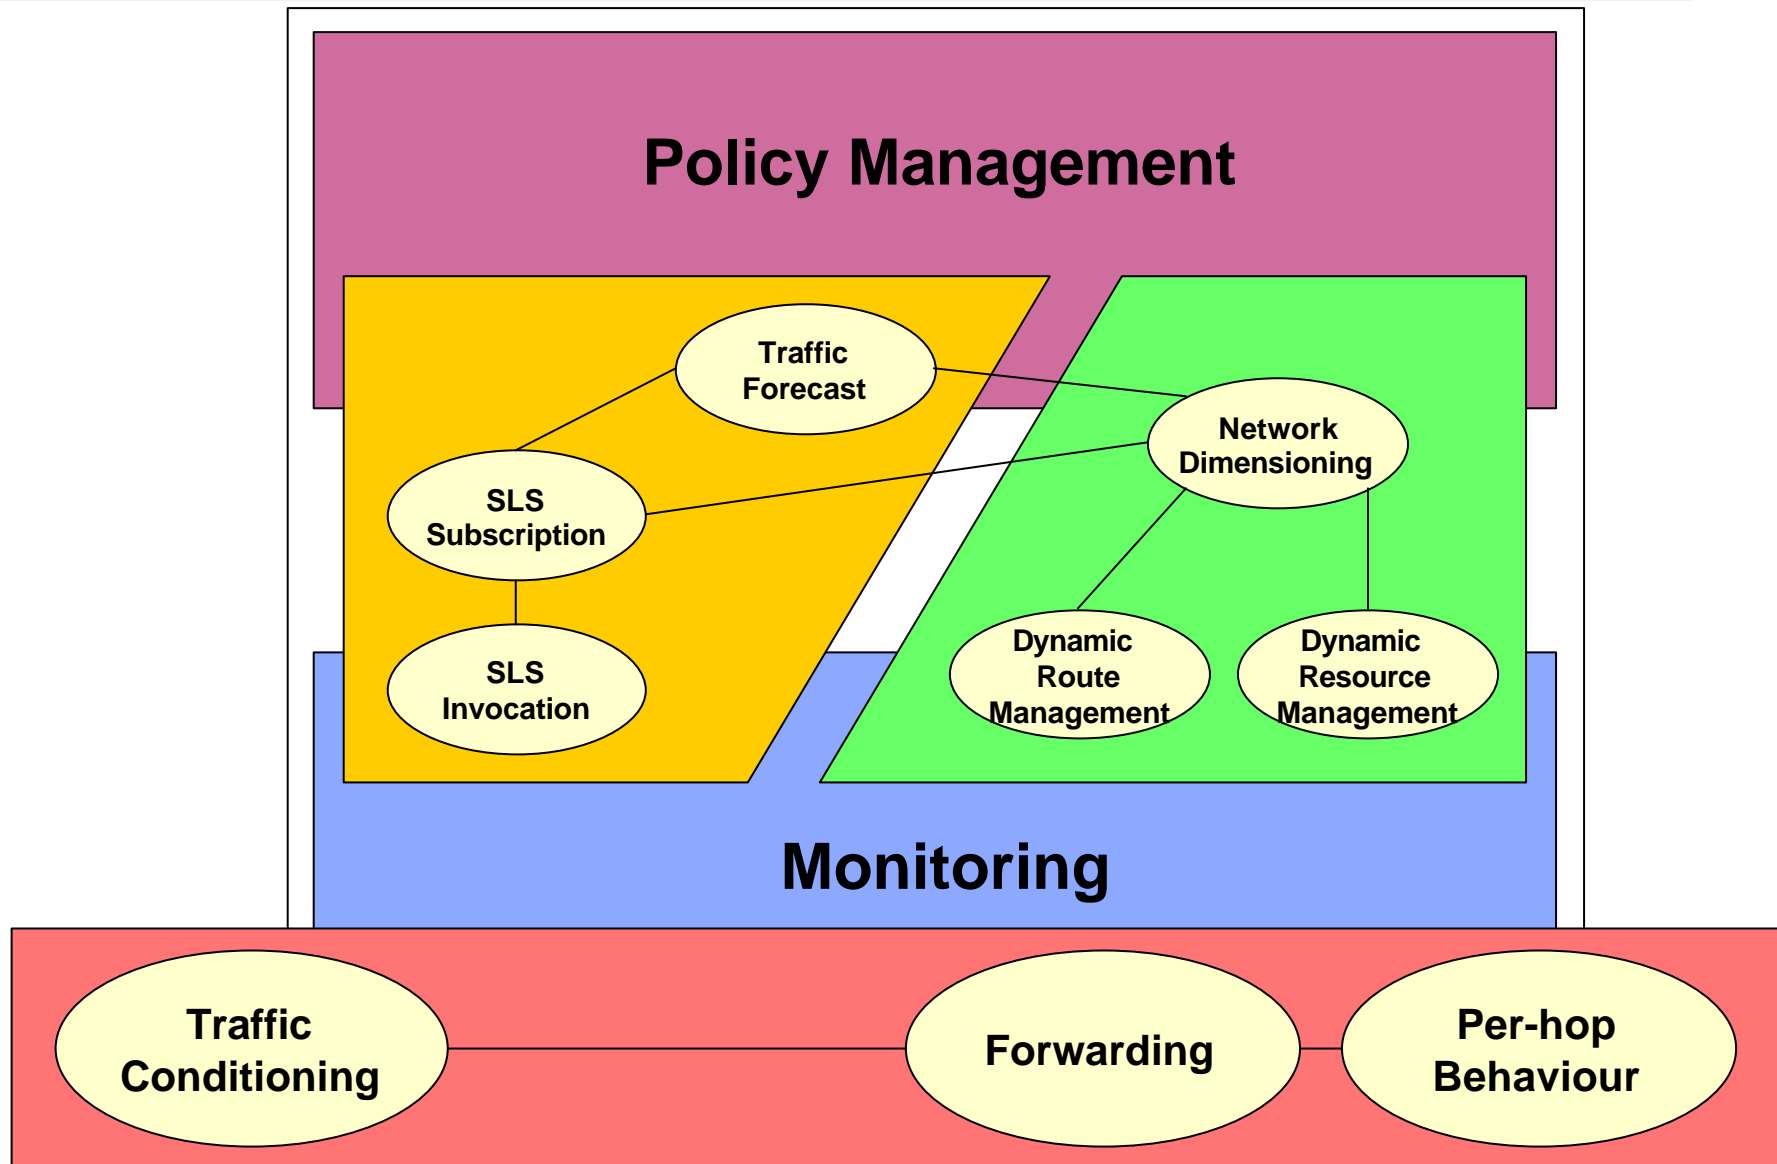 Policy Management
Traffic
Forecast
Network
Dimensioning
SLS
Subscription
SLS
Invocation
Dynamic
Route
Management
Dynamic
Resource
Management
Monitoring
Traffic
Conditioning
Forwarding
Per-hop
Behaviour